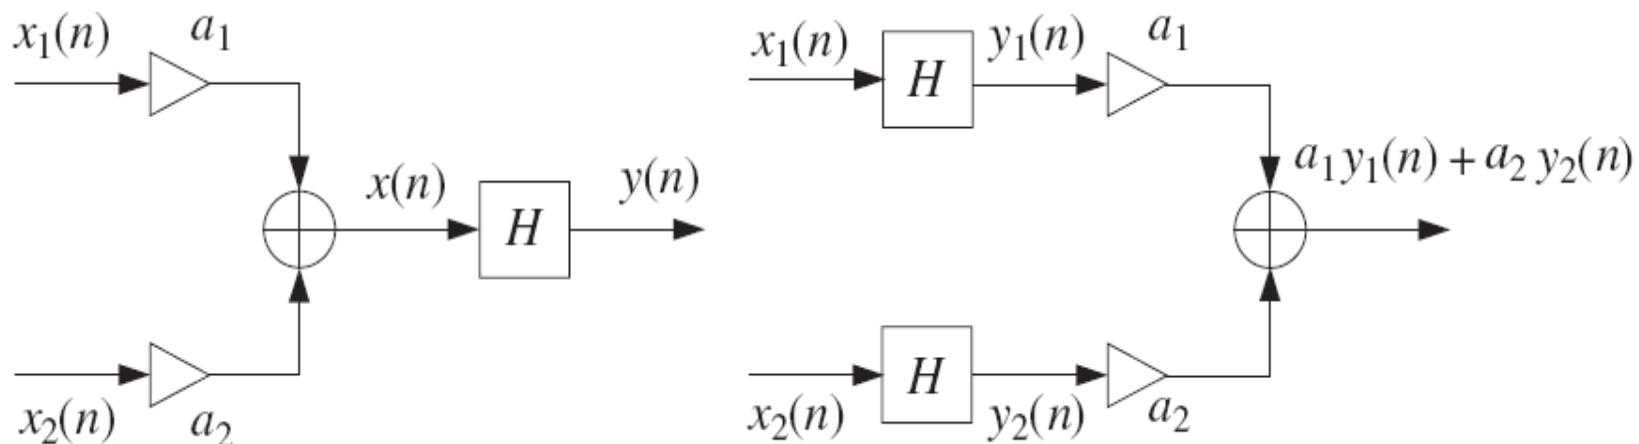 x₁(n)
a₁
x(n)
H
y(n)
x₂(n)
a₂
x₁(n)
H
y₁(n)
a₁
a₁y₁(n) + a₂y₂(n)
x₂(n)
H
y₂(n)
a₂